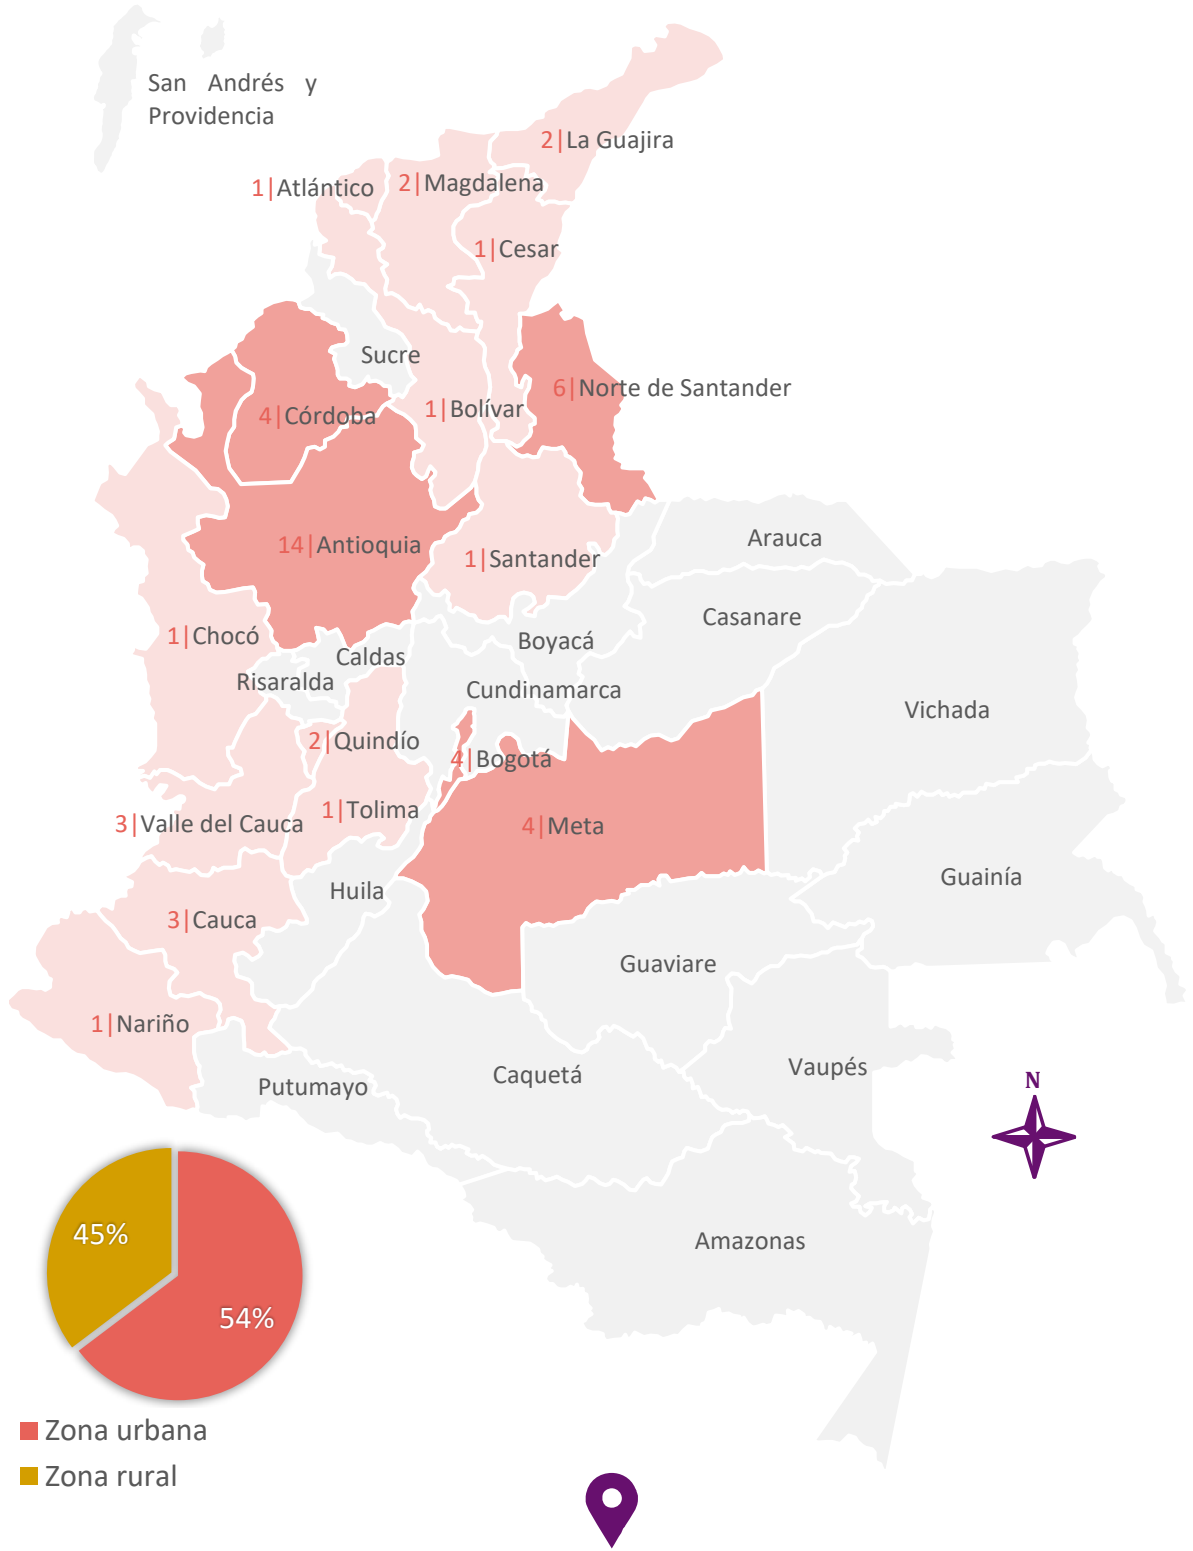 San Andrés y
Providencia
2|La Guajira
1|Atlántico
2|Magdalena
1|Cesar
Sucre
6|Norte de Santander
4|Córdoba
1|Bolívar
14|Antioquia
1|Santander
Arauca
Casanare
1|Chocó
Boyacá
Caldas
Risaralda
Cundinamarca
Vichada
2|Quindío
4|Bogotá
1|Tolima
3|Valle del Cauca
4|Meta
Guainía
Huila
3|Cauca
Guaviare
1|Nariño
Vaupés
Caquetá
Putumayo
N
45%
54%
Amazonas
Zona urbana
Zona rural